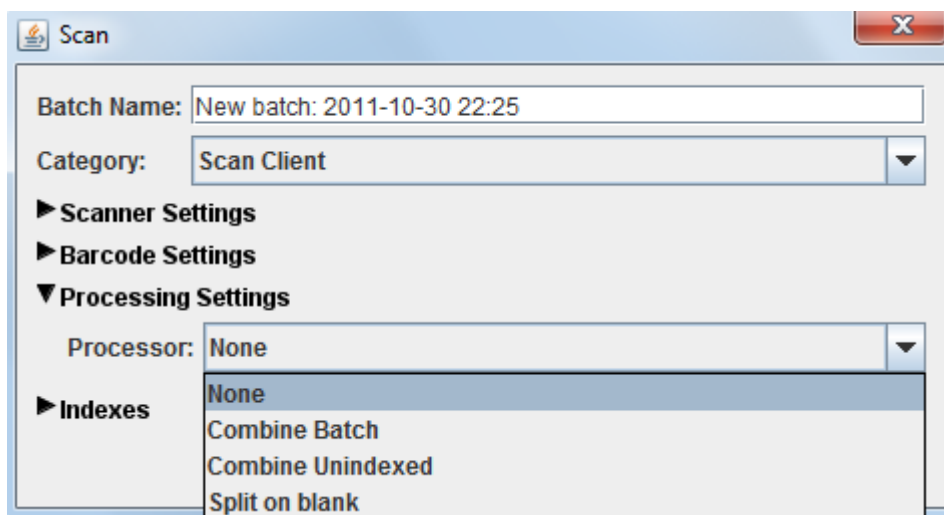 Scan
Batch Name: New batch: 2011-10-30 22:25
Category: Scan Client
Scanner Settings
Barcode Settings
Processing Settings
Processor: None
None
Indexes
Combine Batch
Combine Unindexed
Split on blank